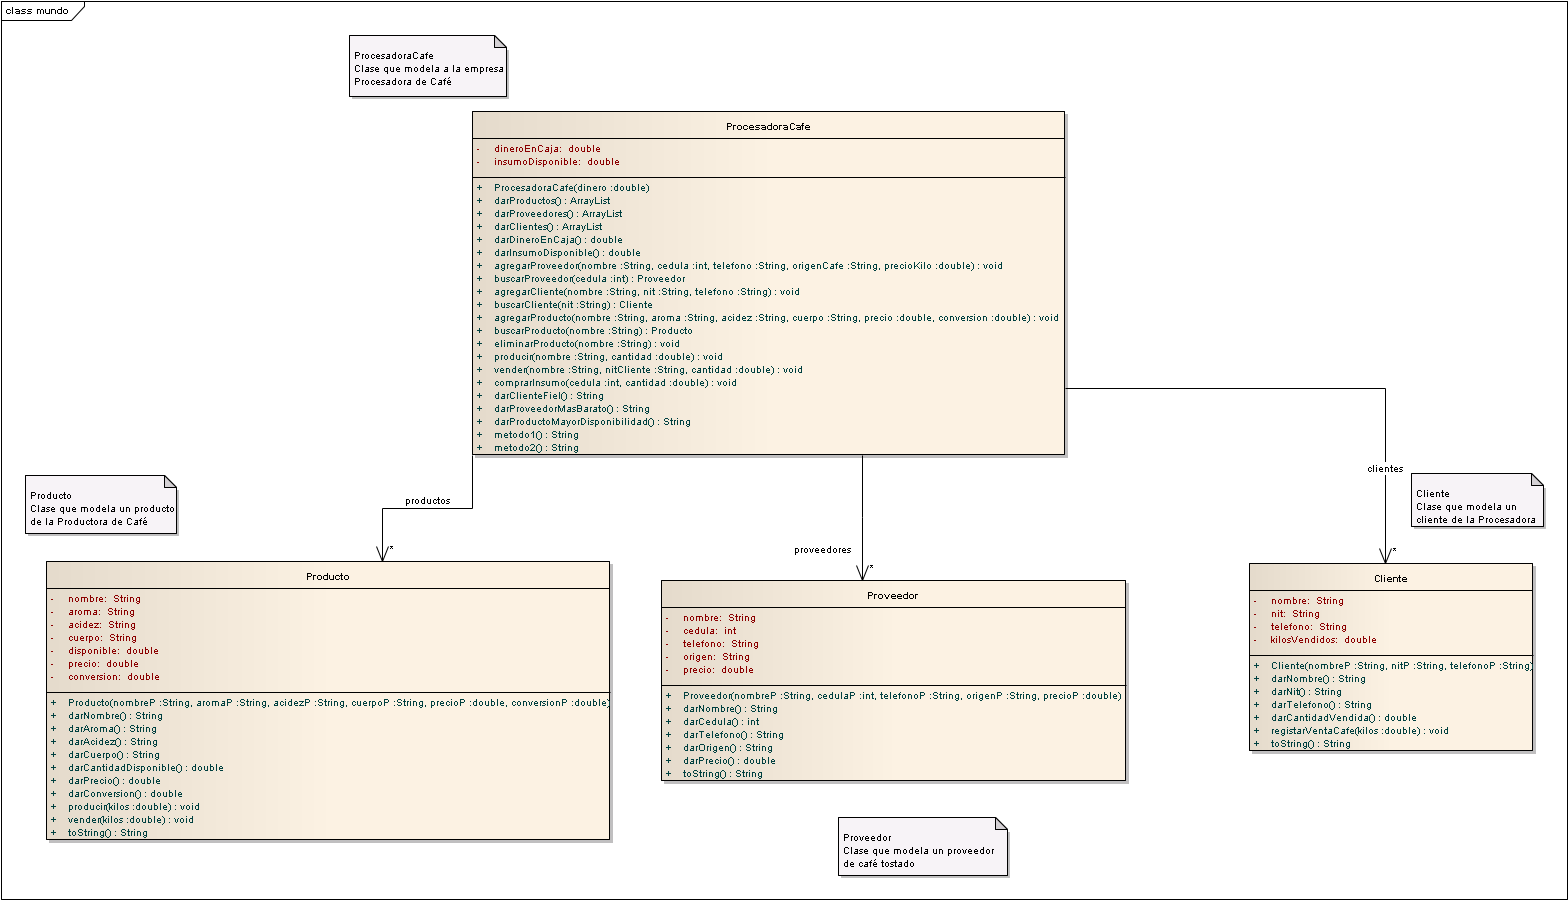 class mundo
ProcesadoraCafe
Clase que modela a la empresa
Procesadora de Café
ProcesadoraCafe
- dineroEnCaja: double
- insumoDisponible: double
+ ProcesadoraCafe(dinero :double)
+ darProductos() : ArrayList
+ darProveedores() : ArrayList
+ darClientes() : ArrayList
+ darDineroEnCaja() : double
+ darInsumoDisponible() : double
+ agregarProveedor(nombre :String, cedula :int, telefono :String, origenCafe :String, precioKilo :double) : void
+ buscarProveedor(cedula :int) : Proveedor
+ agregarCliente(nombre :String, nit :String, telefono :String) : void
+ buscarCliente(nit :String) : Cliente
+ agregarProducto(nombre :String, aroma :String, acidez :String, cuerpo :String, precio :double, conversion :double) : void
+ buscarProducto(nombre :String) : Producto
+ eliminarProducto(nombre :String) : void
+ producir(nombre :String, cantidad :double) : void
+ vender(nombre :String, nitCliente :String, cantidad :double) : void
+ comprarInsumo(cedula :int, cantidad :double) : void
+ darClienteFiel() : String
+ darProveedorMasBarato() : String
+ darProductoMayorDisponibilidad() : String
+ metodo1() : String
+ metodo2() : String
productos
*
proveedores
*
clientes
*
Producto
Clase que modela un producto
de la Productora de Café
Cliente
Clase que modela un
cliente de la Procesadora
Producto
- nombre: String
- aroma: String
- acidez: String
- cuerpo: String
- disponible: double
- precio: double
- conversion: double
+ Producto(nombreP :String, aromaP :String, acidezP :String, cuerpoP :String, precioP :double, conversionP :double)
+ darNombre() : String
+ darAroma() : String
+ darAcidez() : String
+ darCuerpo() : String
+ darCantidadDisponible() : double
+ darPrecio() : double
+ darConversion() : double
+ producir(kilos :double) : void
+ vender(kilos :double) : void
+ toString() : String
Proveedor
- nombre: String
- cedula: int
- telefono: String
- origen: String
- precio: double
+ Proveedor(nombreP :String, cedulaP :int, telefonoP :String, origenP :String, precioP :double)
+ darNombre() : String
+ darCedula() : int
+ darTelefono() : String
+ darOrigen() : String
+ darPrecio() : double
+ toString() : String
Cliente
- nombre: String
- nit: String
- telefono: String
- kilosVendidos: double
+ Cliente(nombreP :String, nitP :String, telefonoP :String)
+ darNombre() : String
+ darNit() : String
+ darTelefono() : String
+ darCantidadVendida() : double
+ registarVentaCafe(kilos :double) : void
+ toString() : String
Proveedor
Clase que modela un proveedor
de café tostado